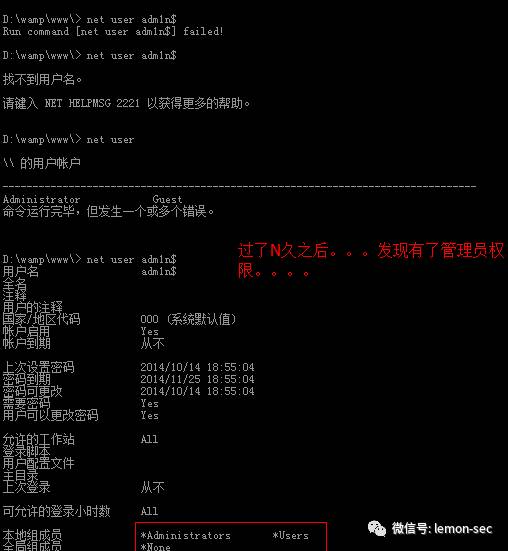 D:\wamp\www\> net user adm1n$
Run command [net user adm1n$] failed!
D:\wamp\www\> net user adm1n$
找不到用户名。
请键入 NET HELPMSG 2221 以获得更多的帮助。
D:\wamp\www\> net user
\\ 的用户帐户
-------------------------------------------------------------------------------
Administrator Guest
命令运行完毕，但发生一个或多个错误。
过了N久之后。。。发现有了管理员权
限。。。。
D:\wamp\www\> net user adm1n$
用户名 adm1n$
全名
注释
用户的注释
国家/地区代码 000 (系统默认值)
帐户启用 Yes
帐户到期 从不
上次设置密码 2014/10/14 18:55:04
密码到期 2014/11/25 18:55:04
密码可更改 2014/10/14 18:55:04
需要密码 Yes
用户可以更改密码 Yes
允许的工作站 All
登录脚本
用户配置文件
主目录
上次登录 从不
可允许的登录小时数 All
本地组成员 *Administrators *Users
全局组成员 *None
微信号: lemon-sec